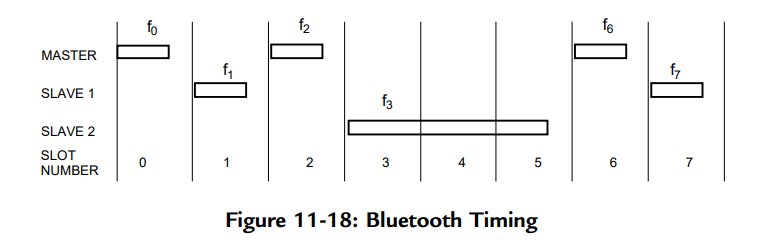 f0 f2 f6
MASTER
f1 f7
SLAVE 1
f3
SLAVE 2
SLOT
NUMBER 0 1 2 3 4 5 6 7
Figure 11-18: Bluetooth Timing